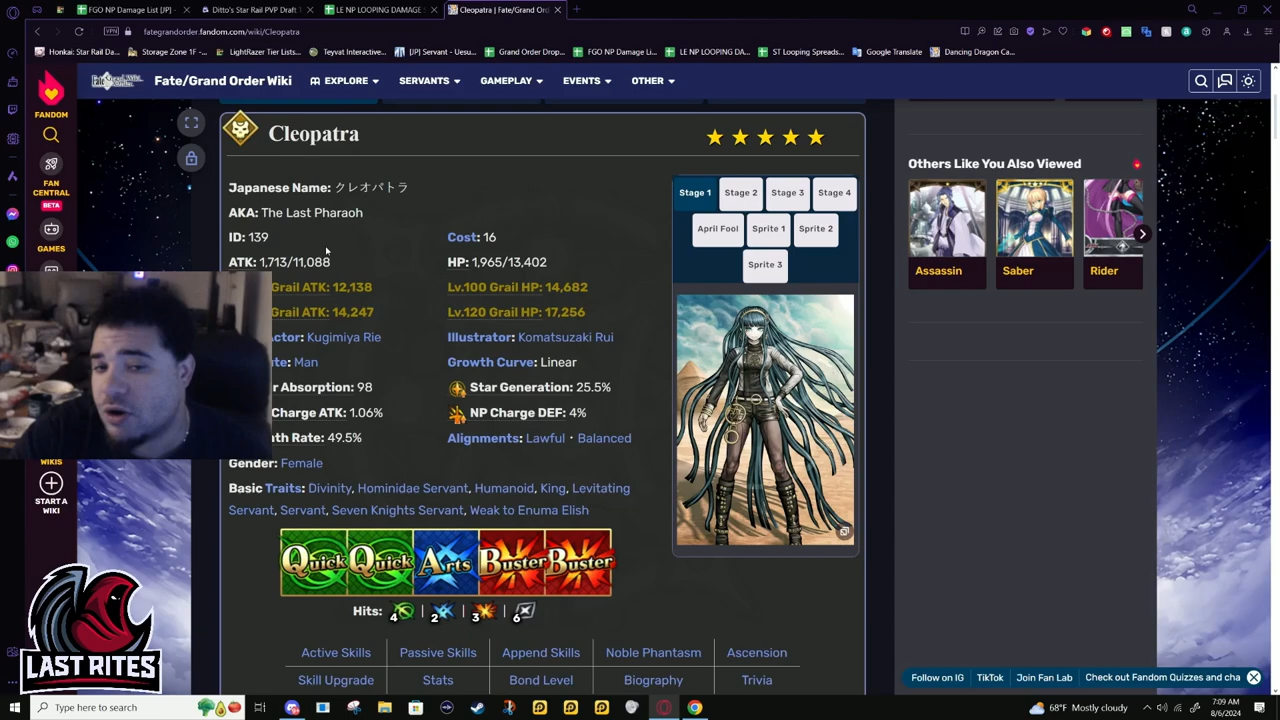 FGO NP Damage List [JP] -
Ditto's Star Rail PVP Draft
LE NP LOOPING DAMAGE
Cleopatra | Fate/Grand Or
VPN
fategrandorder.fandom.com/wiki/Cleopatra
Honkai: Star Rail Da...
Storage Zone 1F -...
LightRazer Tier Lists...
Teyvat Interactive...
[JP] Servant - Uesu...
Grand Order Drop...
FGO NP Damage Li...
LE NP LOOPING DA...
ST Looping Spreads...
Google Translate
Dancing Dragon Ca...
Fate/Grand Order Wiki
EXPLORE
SERVANTS
GAMEPLAY
EVENTS
OTHER
FANDOM
FAN CENTRAL
BETA
GAMES
WIKIS
START A WIKI
Cleopatra
Japanese Name: クレオパトラ
AKA: The Last Pharaoh
ID: 139
Cost: 16
ATK: 1,713/11,088
HP: 1,965/13,402
Grail ATK: 12,138
Lv.100 Grail HP: 14,682
Grail ATK: 14,247
Lv.120 Grail HP: 17,256
ctor: Kugimiya Rie
Illustrator: Komatsuzaki Rui
te: Man
Growth Curve: Linear
r Absorption: 98
Star Generation: 25.5%
Charge ATK: 1.06%
NP Charge DEF: 4%
ath Rate: 49.5%
Alignments: Lawful・Balanced
Gender: Female
Basic Traits: Divinity, Hominidae Servant, Humanoid, King, Levitating
Servant, Servant, Seven Knights Servant, Weak to Enuma Elish
Quick Quick Arts Buster Buster
Hits: 4 | 2 | 3 | 6
Active Skills
Passive Skills
Append Skills
Noble Phantasm
Ascension
Skill Upgrade
Stats
Bond Level
Biography
Trivia
Stage 1
Stage 2
Stage 3
Stage 4
April Fool
Sprite 1
Sprite 2
Sprite 3
Others Like You Also Viewed
Assassin
Saber
Rider
Follow on IG
TikTok
Join Fan Lab
Check out Fandom Quizzes and cha
LAST RITES
Type here to search
68°F Mostly cloudy
7:09 AM
8/6/2024